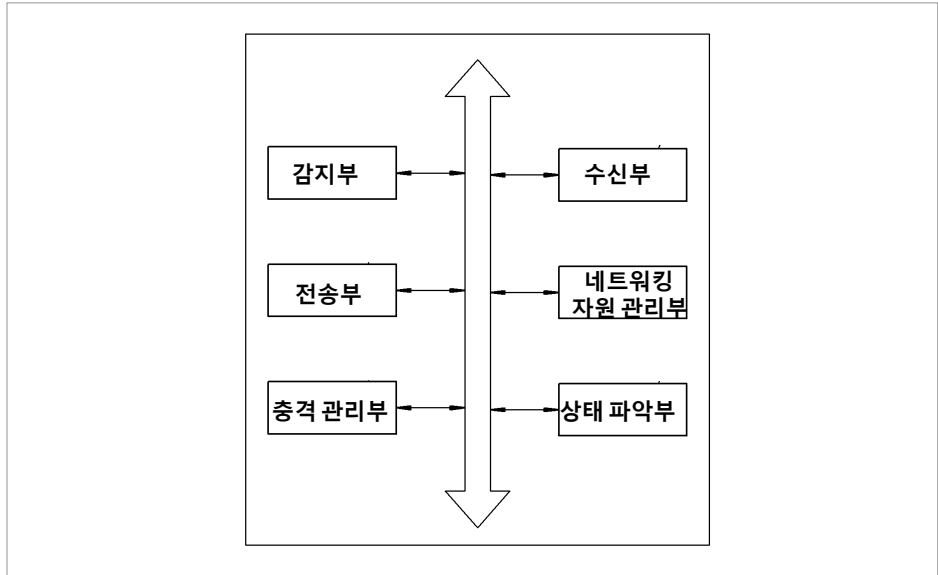 감지부
수신부
전송부
네트워킹
자원 관리부
충격 관리부
상태 파악부